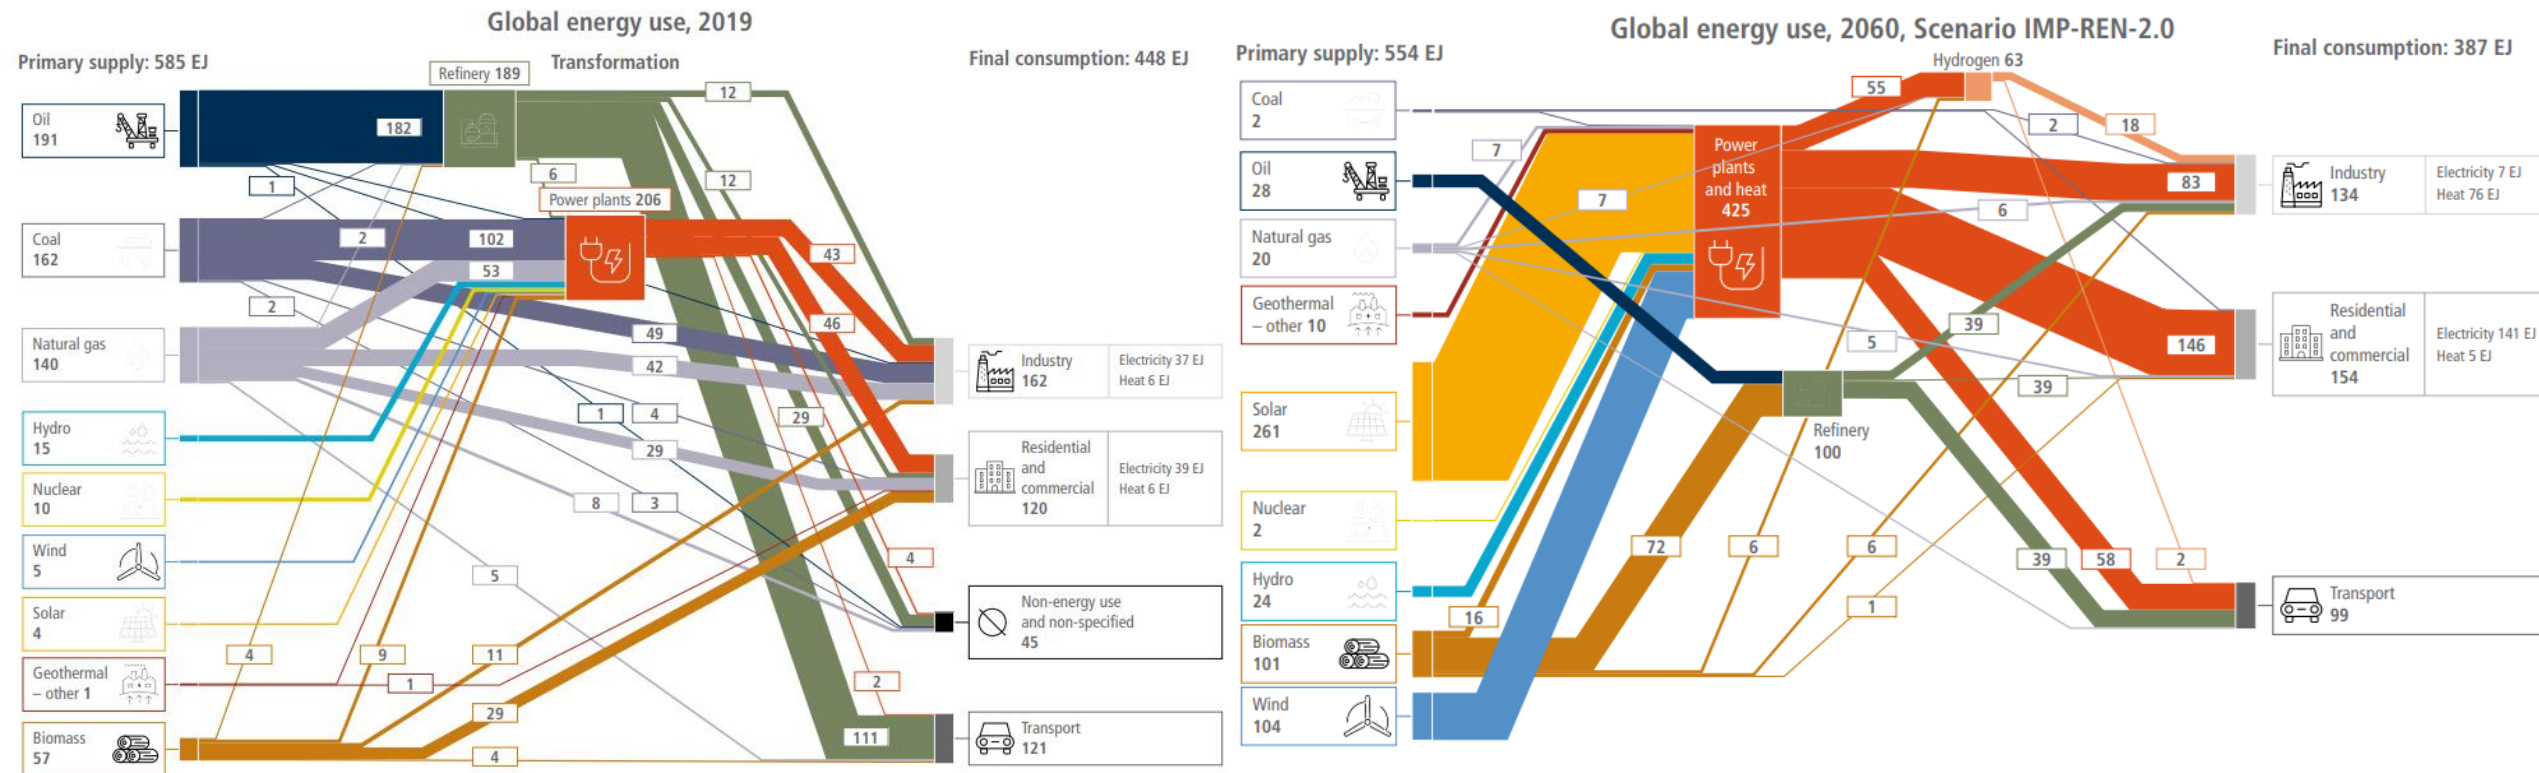 Global energy use, 2019
Primary supply: 585 EJ
Transformation
Final consumption: 448 EJ
Refinery 189
Power plants 206
Oil
191
Coal
162
Natural gas
140
Hydro
15
Nuclear
10
Wind
5
Solar
4
Geothermal
– other 1
Biomass
57
182
1
2
102
53
2
6
12
12
43
46
49
42
1
4
29
29
8
3
4
5
4
9
11
1
2
29
111
4
Industry
162
Electricity 37 EJ
Heat 6 EJ
Residential
and
commercial
120
Electricity 39 EJ
Heat 6 EJ
Non-energy use
and non-specified
45
Transport
121
Global energy use, 2060, Scenario IMP-REN-2.0
Primary supply: 554 EJ
Final consumption: 387 EJ
Hydrogen 63
Coal
2
Oil
28
Natural gas
20
Geothermal
– other 10
Solar
261
Nuclear
2
Hydro
24
Biomass
101
Wind
104
Power
plants
and heat
425
Refinery
100
55
2
18
7
7
83
6
39
5
146
39
72
6
6
39
58
2
1
16
Industry
134
Electricity 7 EJ
Heat 76 EJ
Residential
and
commercial
154
Electricity 141 EJ
Heat 5 EJ
Transport
99